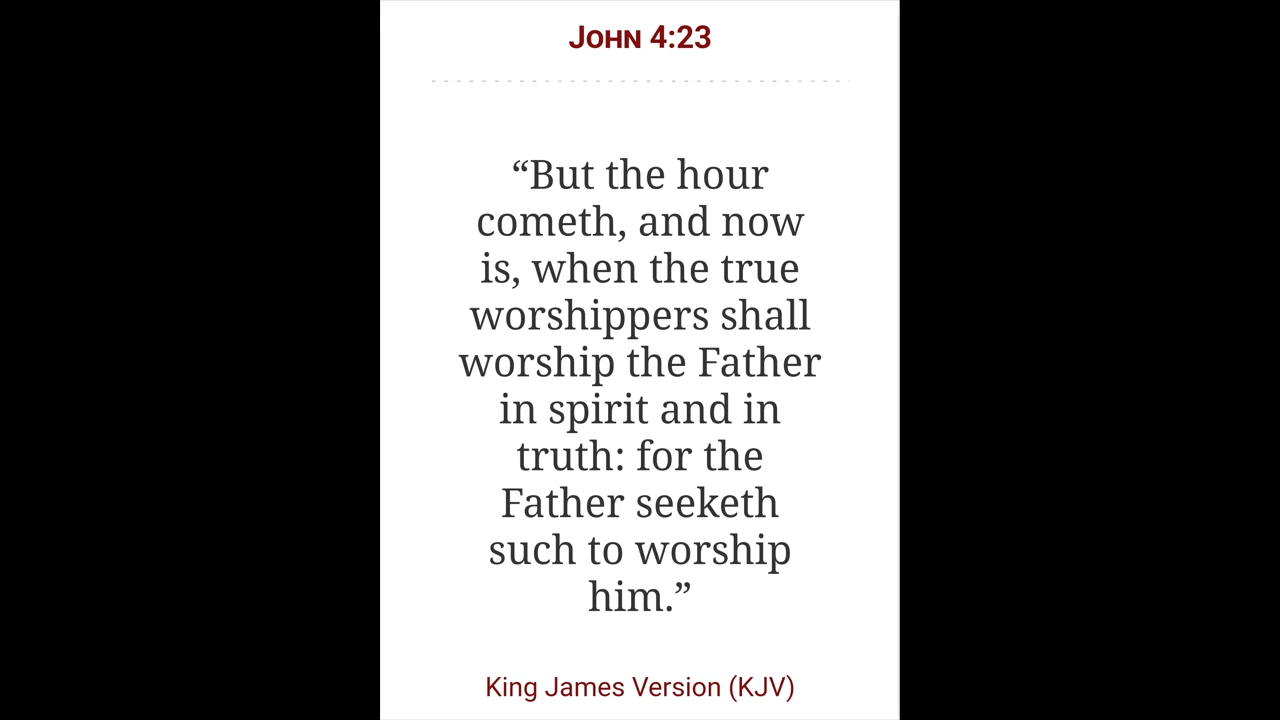 John 4:23
“But the hour
cometh, and now
is, when the true
worshippers shall
worship the Father
in spirit and in
truth: for the
Father seeketh
such to worship
him.”
King James Version (KJV)